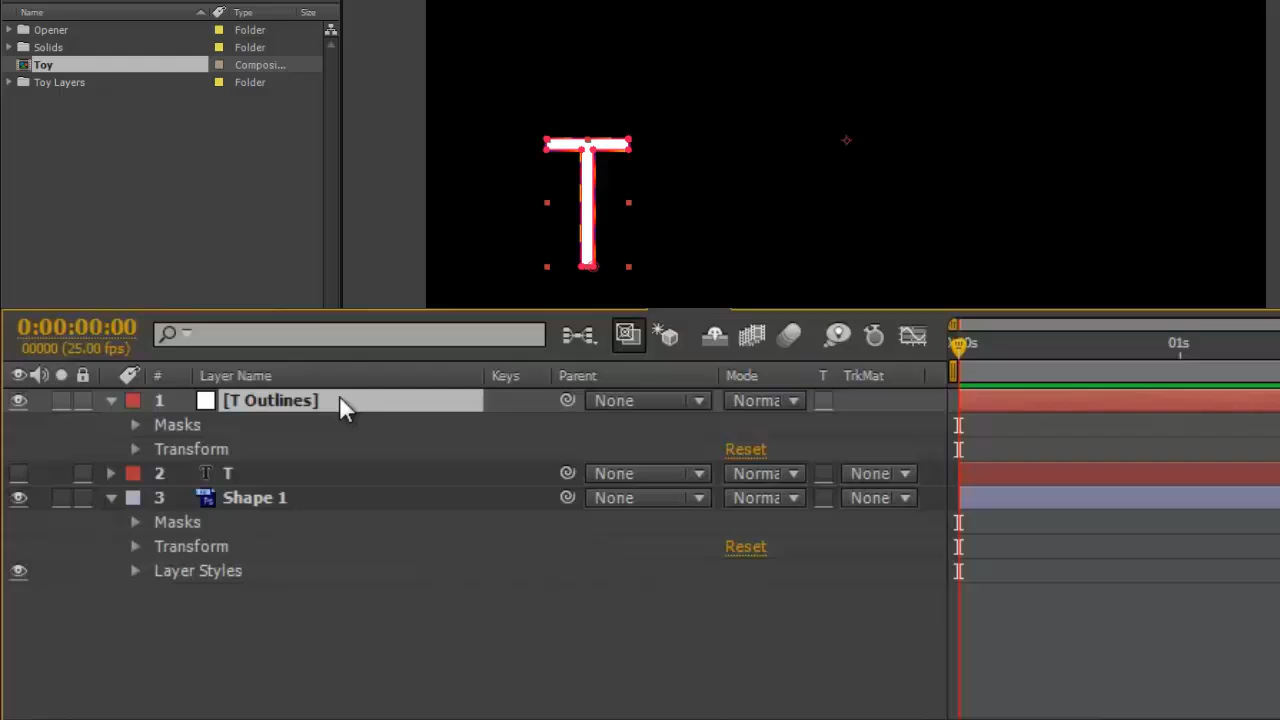 Name Type Size
Opener Folder
Solids Folder
Toy Composi...
Toy Layers Folder
T
0:00:00:00
00000 (25.00 fps)
0s 01s
# Layer Name Keys Parent Mode T TrkMat
1 [T Outlines] None Norma
Masks
Transform Reset
2 T T None Norma None
3 Ps Shape 1 None Norma None
Masks
Transform Reset
Layer Styles